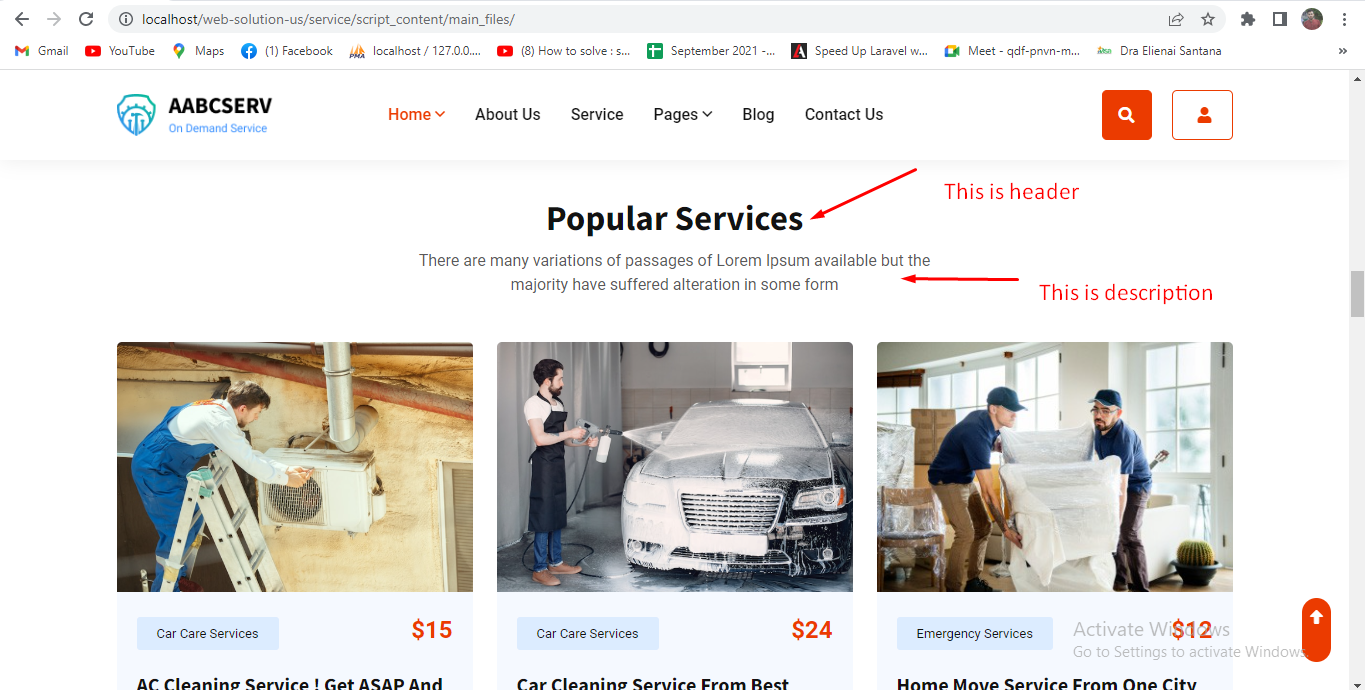 localhost/web-solution-us/service/script_content/main_files/
Gmail YouTube Maps (1) Facebook localhost / 127.0.0.... (8) How to solve : s... September 2021 -... Speed Up Laravel w... Meet - qdf-pnvn-m... Dra Elienai Santana »
AABCSERV
On Demand Service
Home About Us Service Pages Blog Contact Us
This is header
Popular Services
There are many variations of passages of Lorem Ipsum available but the
majority have suffered alteration in some form
This is description
Car Care Services $15
Car Care Services $24
Emergency Services $12
Activate Windows
Go to Settings to activate Windows.
AC Cleaning Service ! Get ASAP And
Car Cleaning Service From Best
Home Move Service From One City